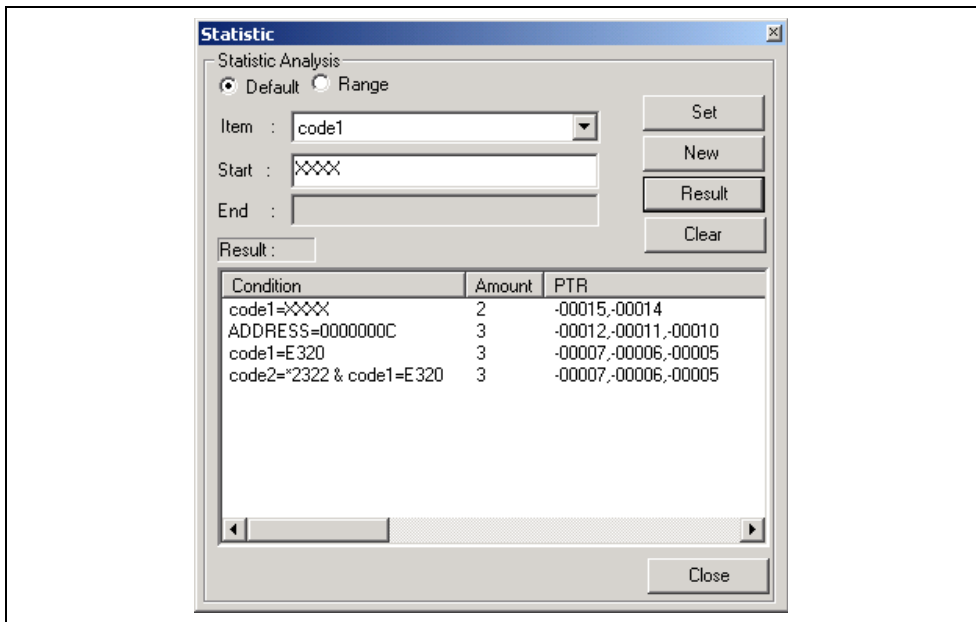 Statistic
Statistic Analysis
Default Range
Item : code1
Start : XXXX
End :
Set
New
Result
Clear
Result :
Condition Amount PTR
code1=XXXX 2 -00015,-00014
ADDRESS=0000000C 3 -00012,-00011,-00010
code1=E320 3 -00007,-00006,-00005
code2=*2322 & code1=E320 3 -00007,-00006,-00005
Close